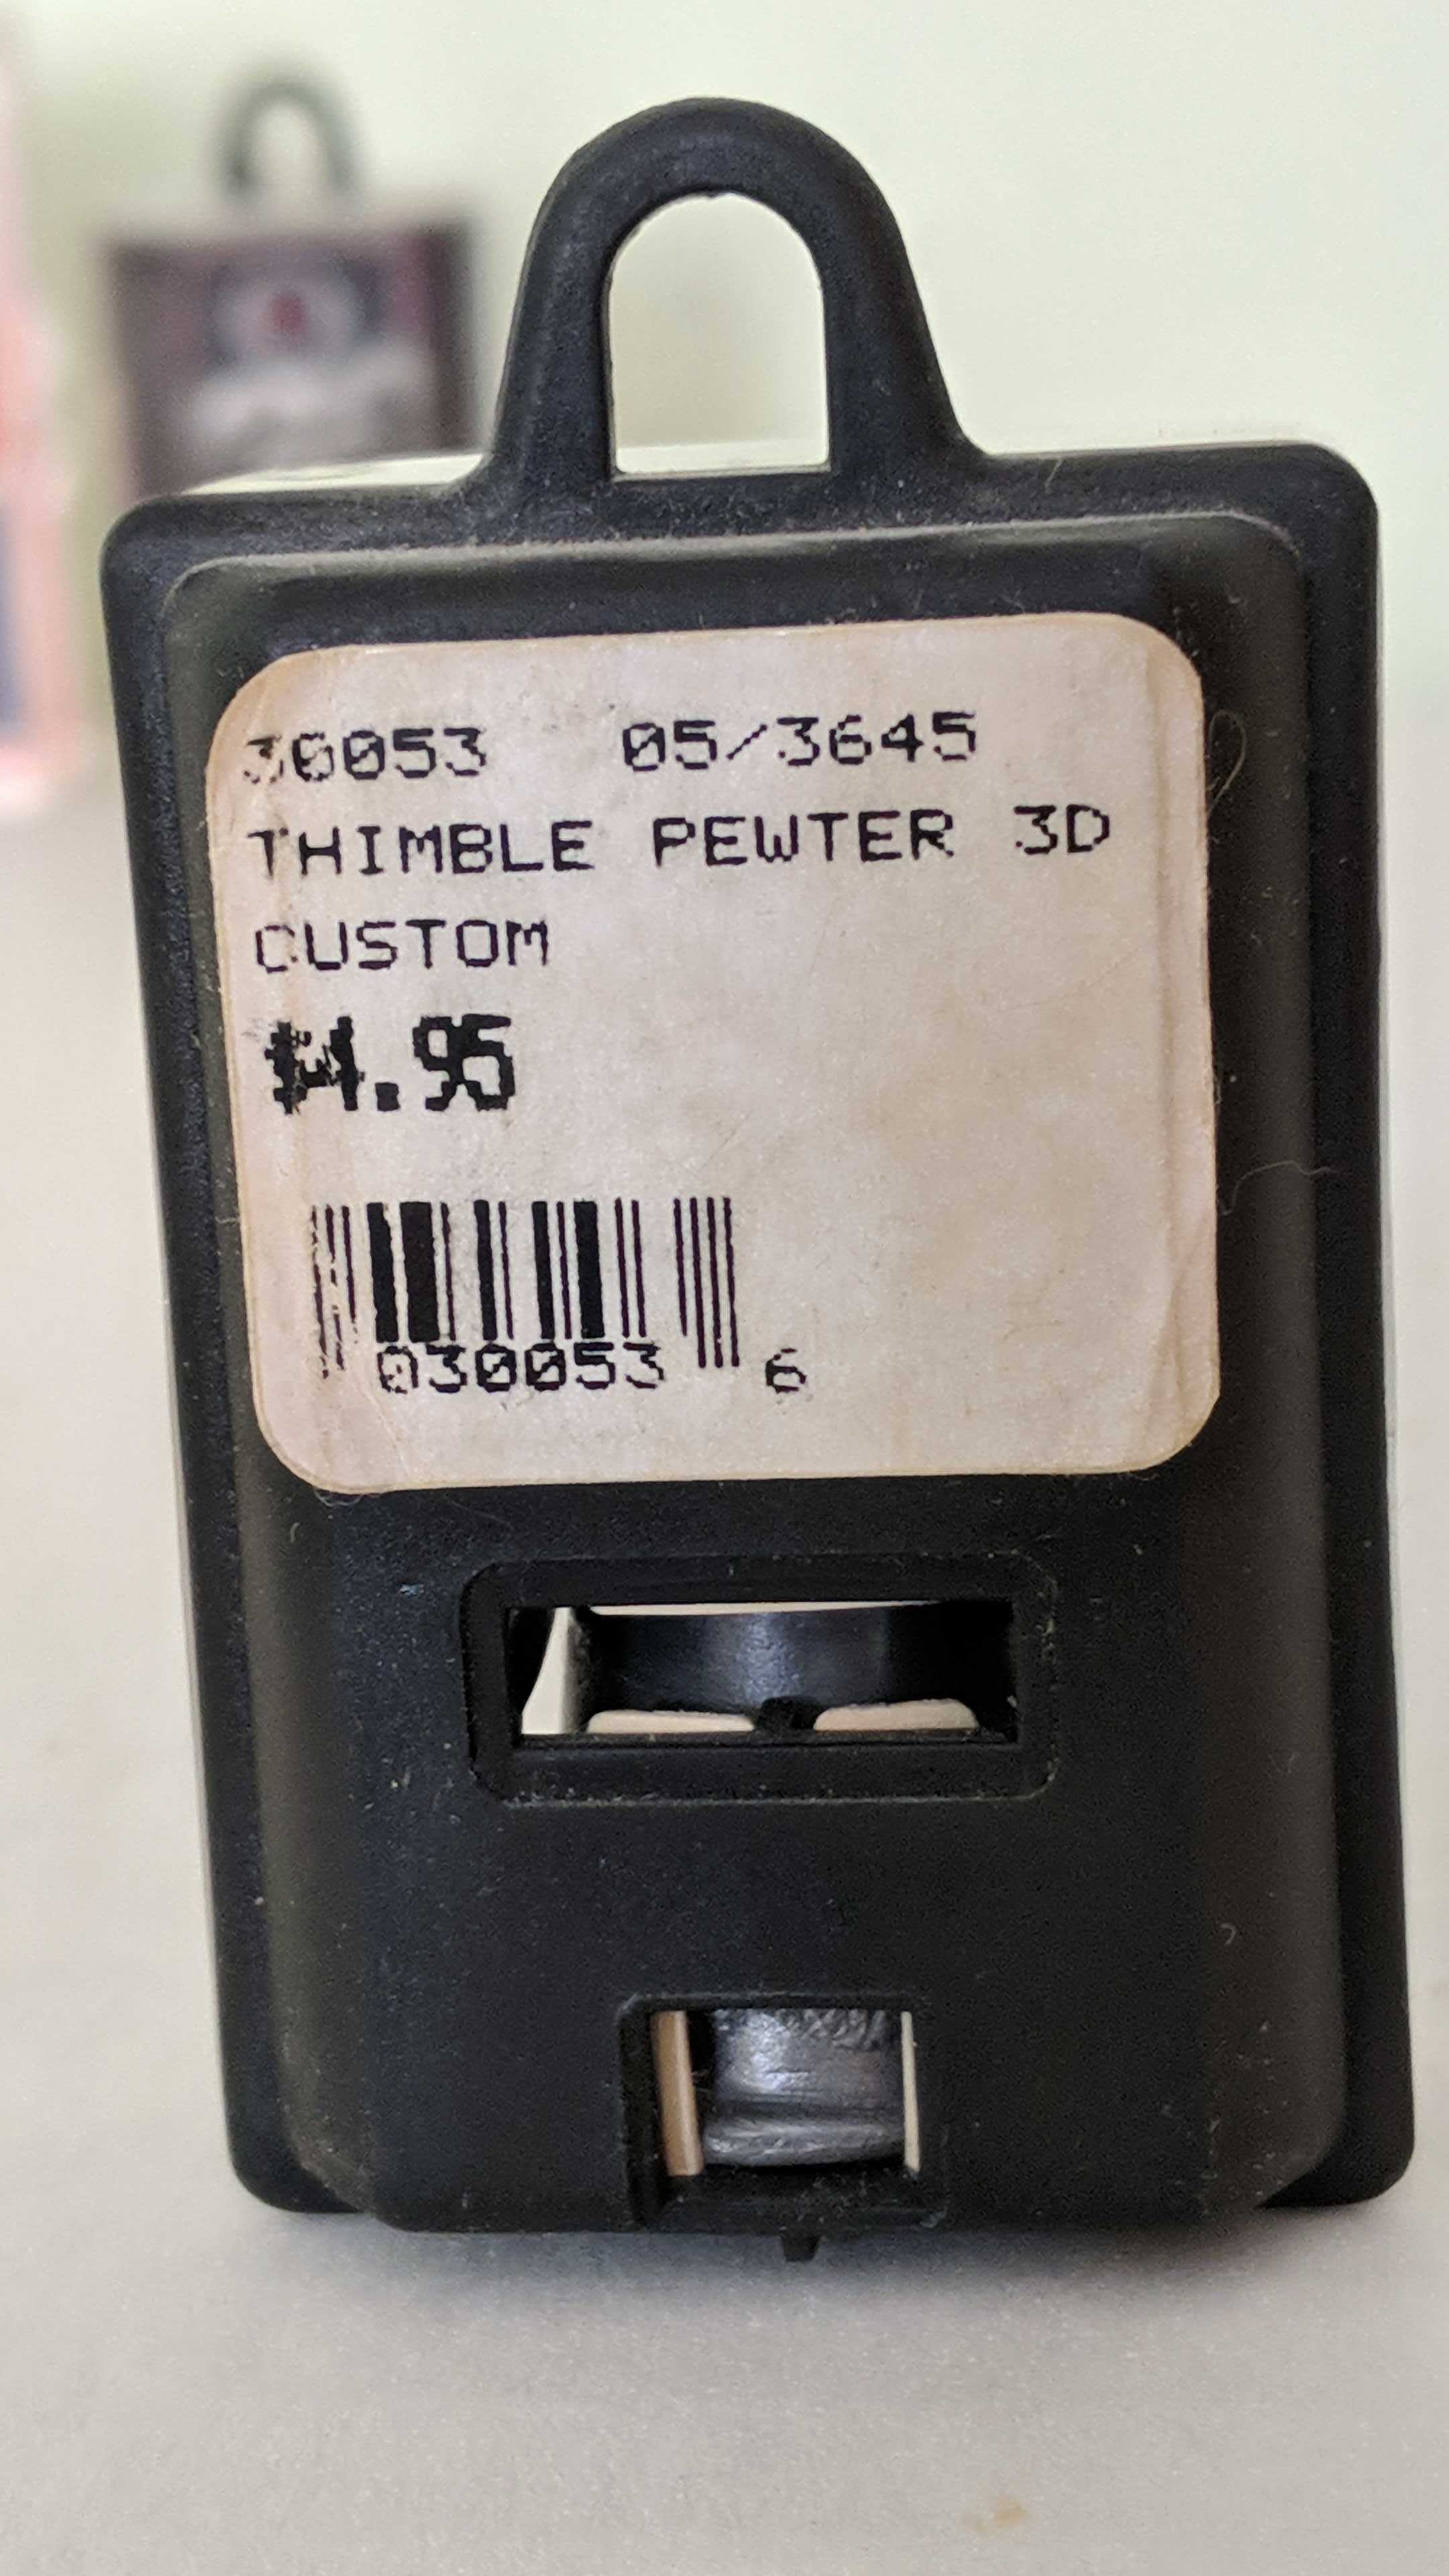 30053 05/3645
THIMBLE PEWTER 3D
CUSTOM
$4.95
030053 6